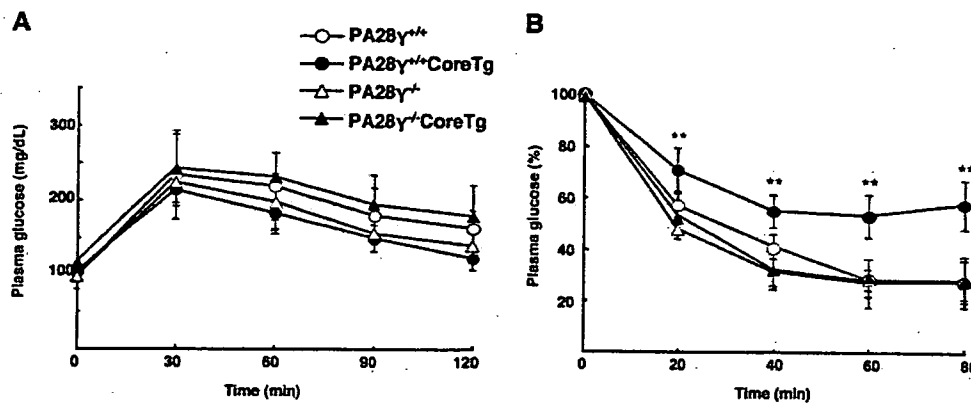 A
PA28γ+/+
PA28γ+/+CoreTg
PA28γ-/-
PA28γ-/-CoreTg
Plasma glucose (mg/dL)
300
200
100
0 30 60 90 120
Time (min)
B
Plasma glucose (%)
100
80
60
40
20
** ** ** **
0 20 40 60 80
Time (min)